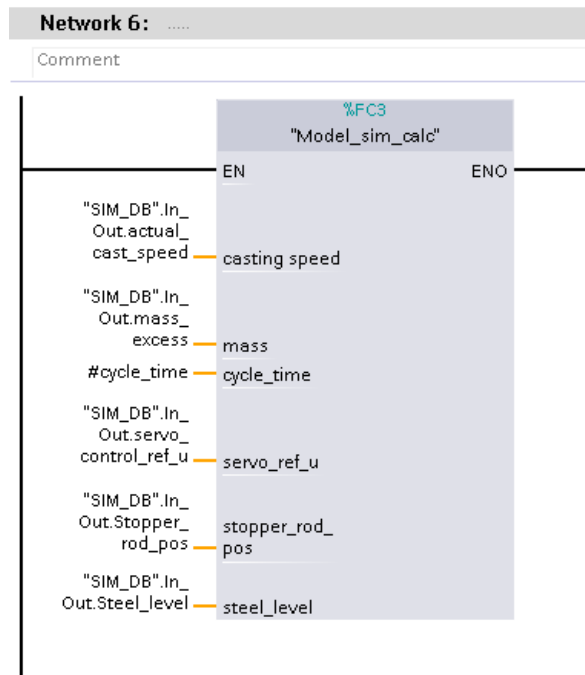 Network 6: .....
Comment
%FC3
"Model_sim_calc"
EN ENO
"SIM_DB".In_
Out.actual_
cast_speed casting speed
"SIM_DB".In_
Out.mass_
excess mass
#cycle_time cycle_time
"SIM_DB".In_
Out.servo_
control_ref_u servo_ref_u
"SIM_DB".In_
Out.Stopper_ stopper_rod_
rod_pos pos
"SIM_DB".In_
Out.Steel_level steel_level